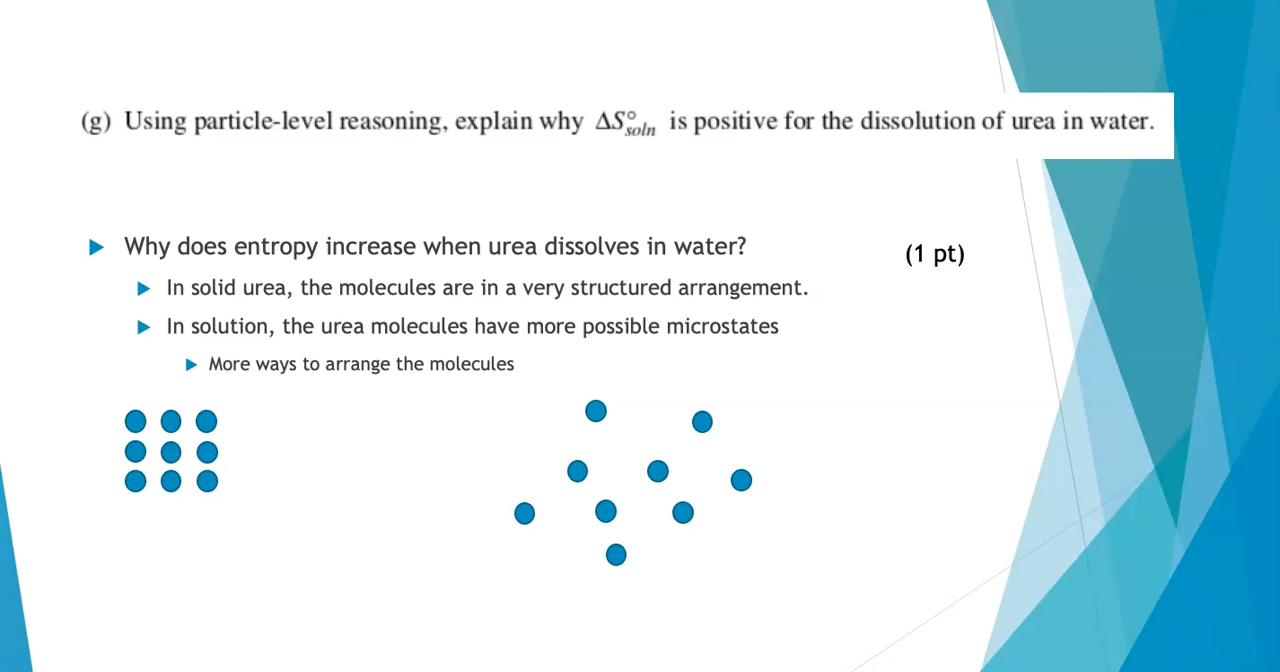 (g) Using particle-level reasoning, explain why ΔS°soln is positive for the dissolution of urea in water.
Why does entropy increase when urea dissolves in water?
(1 pt)
In solid urea, the molecules are in a very structured arrangement.
In solution, the urea molecules have more possible microstates
More ways to arrange the molecules